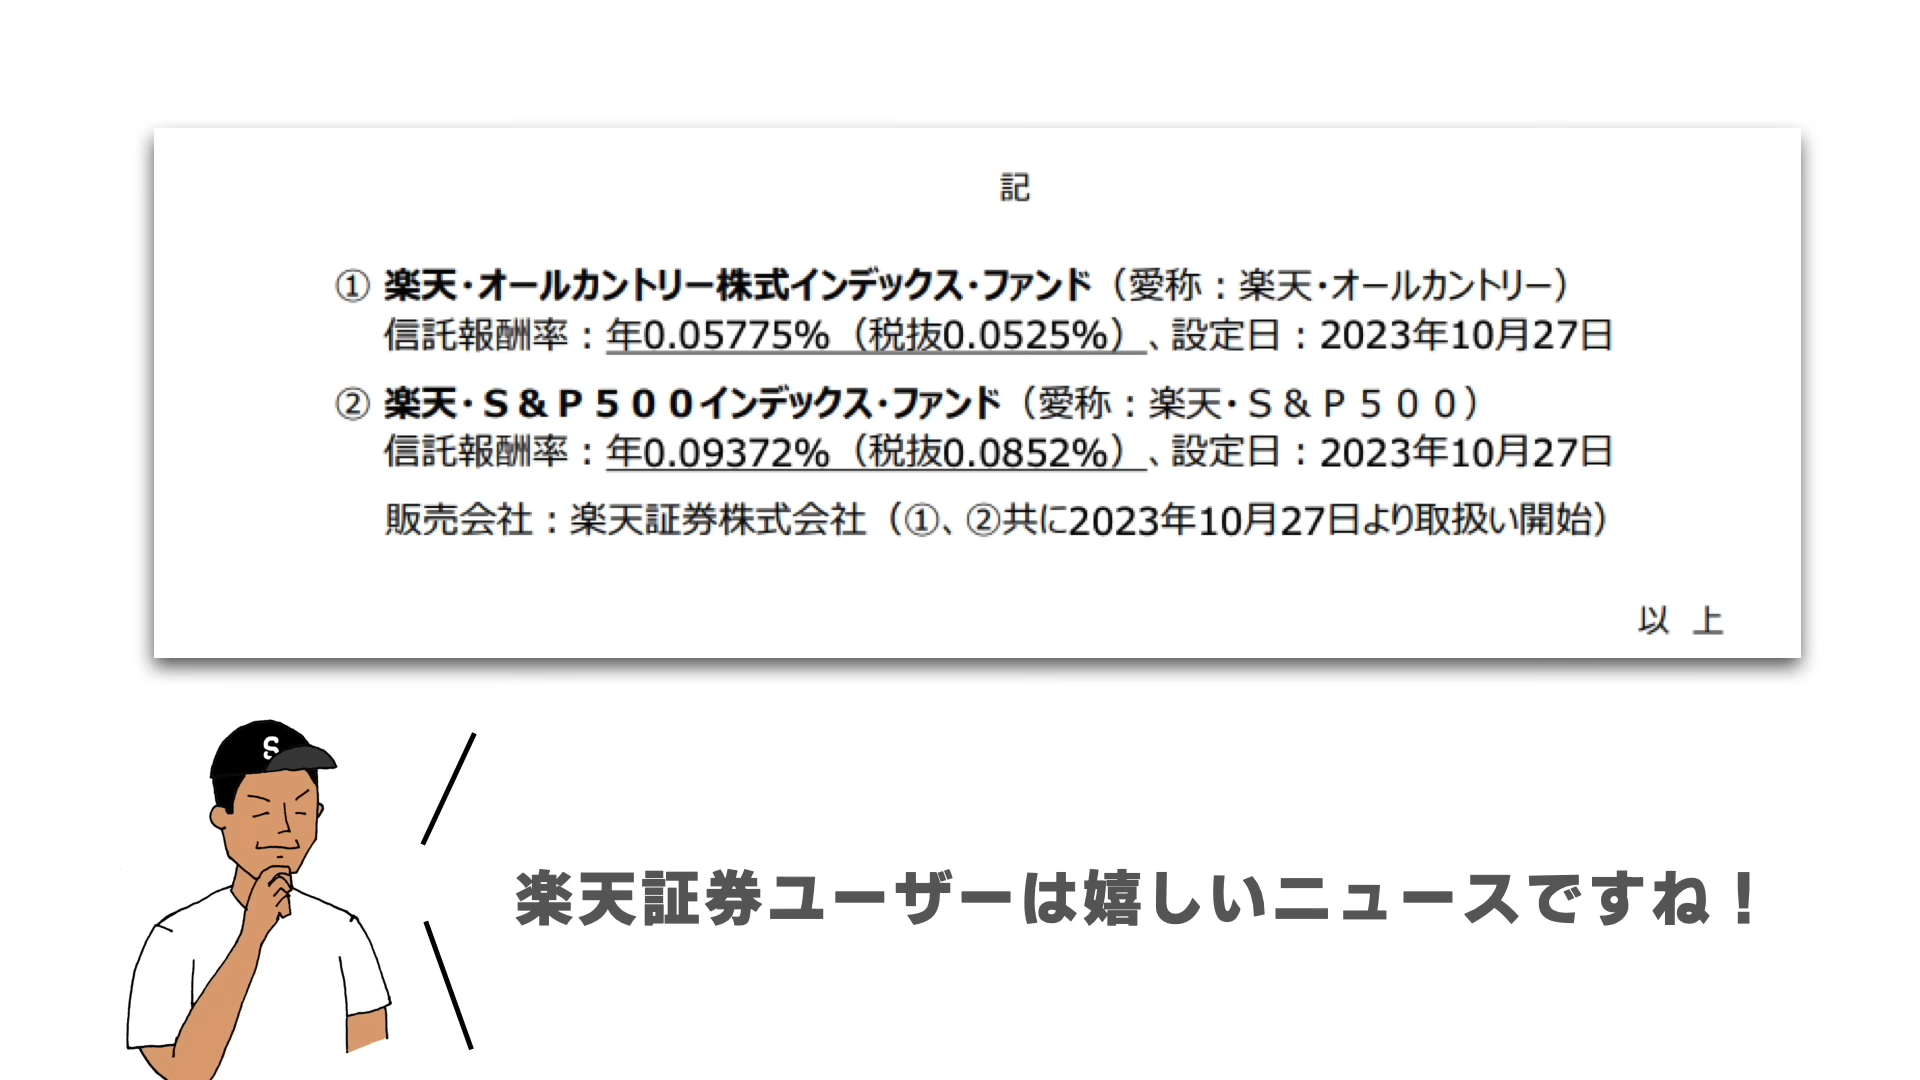 記
① 楽天・オールカントリー株式インデックス・ファンド（愛称：楽天・オールカントリー）
信託報酬率：年0.05775%（税抜0.0525%）、設定日：2023年10月27日
② 楽天・Ｓ＆Ｐ５００インデックス・ファンド（愛称：楽天・Ｓ＆Ｐ５００）
信託報酬率：年0.09372%（税抜0.0852%）、設定日：2023年10月27日
販売会社：楽天証券株式会社（①、②共に2023年10月27日より取扱い開始）
以 上
S
楽天証券ユーザーは嬉しいニュースですね！